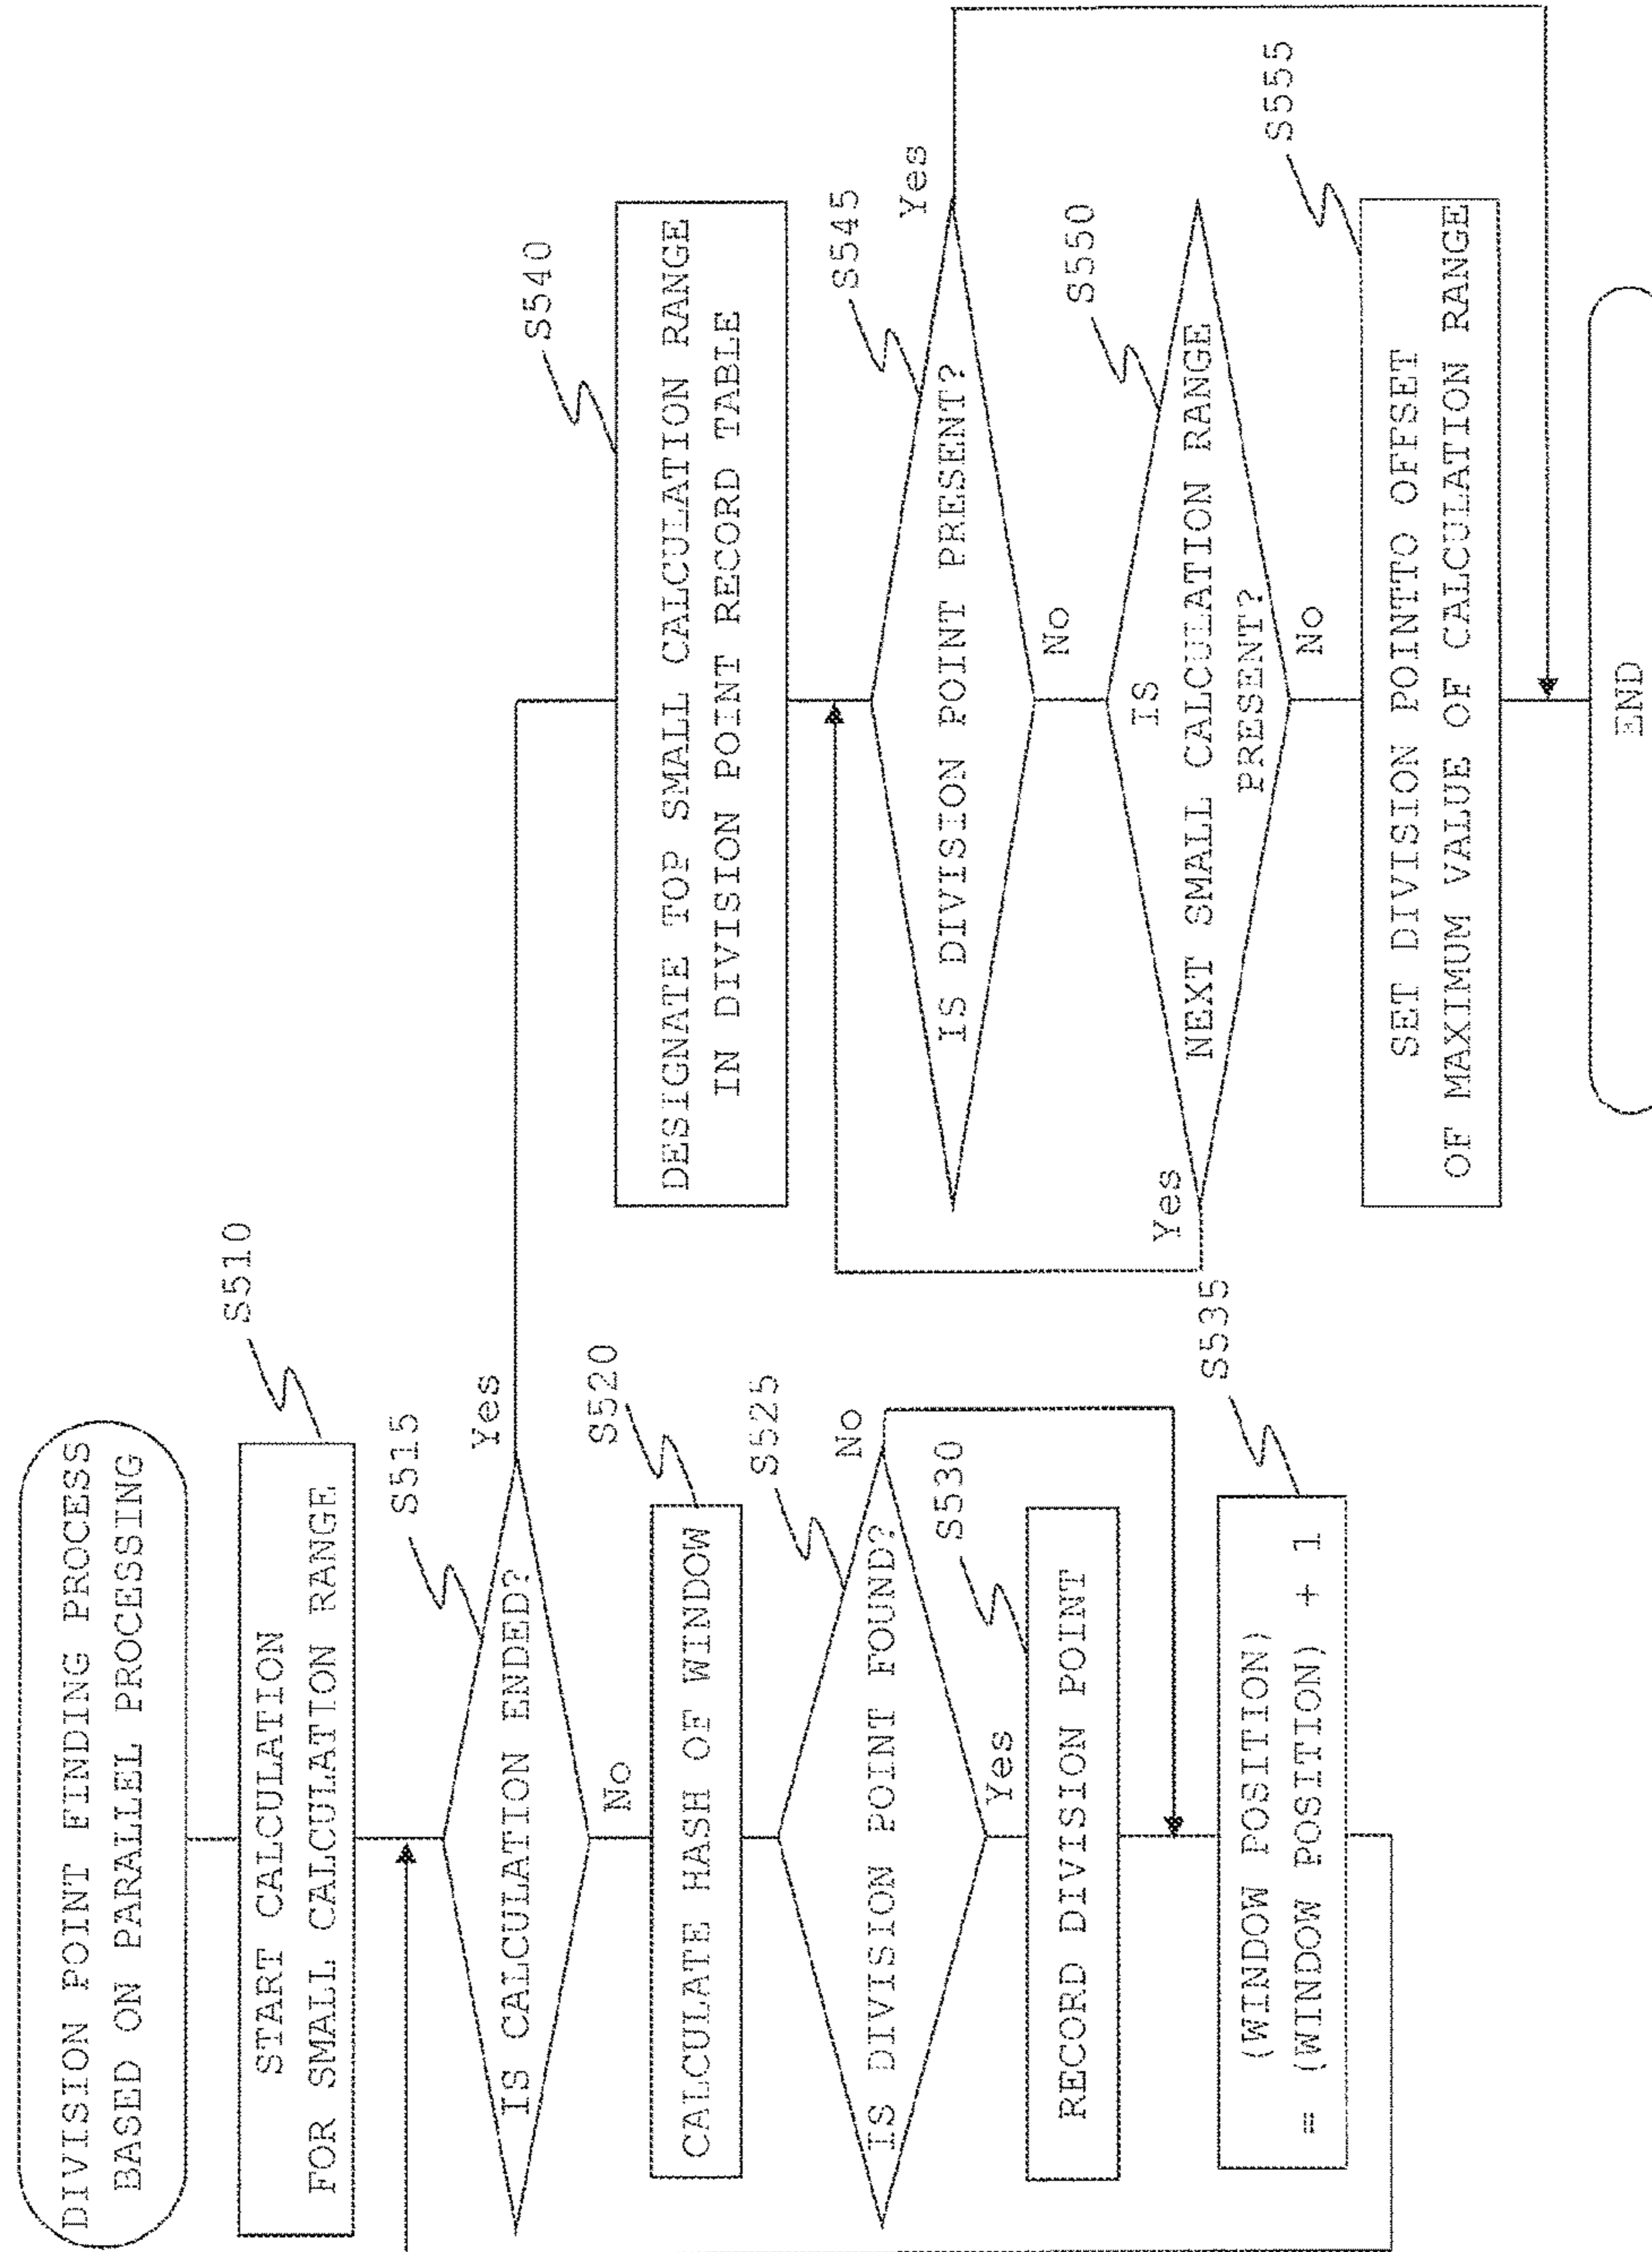 DIVISION POINT FINDING PROCESS
BASED ON PARALLEL PROCESSING
S510
START CALCULATION
FOR SMALL CALCULATION RANGE
S515
IS CALCULATION ENDED?
Yes
No
S520
CALCULATE HASH OF WINDOW
S525
IS DIVISION POINT FOUND?
No
Yes
S530
RECORD DIVISION POINT
S535
(WINDOW POSITION)
= (WINDOW POSITION) + 1
S540
DESIGNATE TOP SMALL CALCULATION RANGE
IN DIVISION POINT RECORD TABLE
S545
IS DIVISION POINT PRESENT?
Yes
No
S550
IS
NEXT SMALL CALCULATION RANGE
PRESENT?
Yes
No
S555
SET DIVISION POINTTO OFFSET
OF MAXIMUM VALUE OF CALCULATION RANGE
END